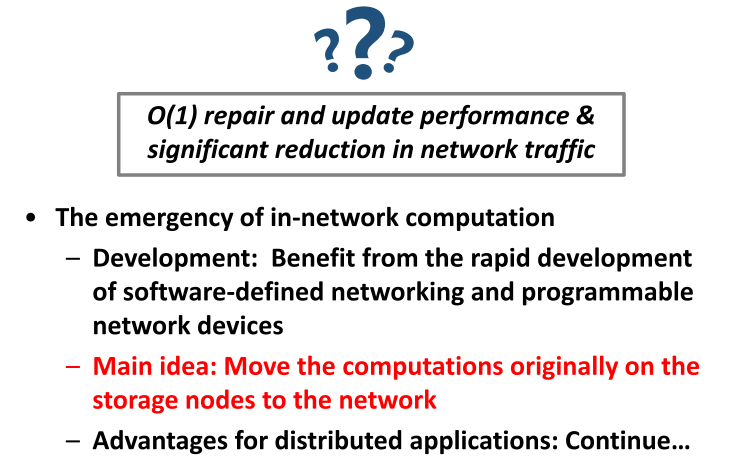 ???
O(1) repair and update performance &
significant reduction in network traffic
• The emergency of in-network computation
– Development: Benefit from the rapid development
of software-defined networking and programmable
network devices
– Main idea: Move the computations originally on the
storage nodes to the network
– Advantages for distributed applications: Continue…